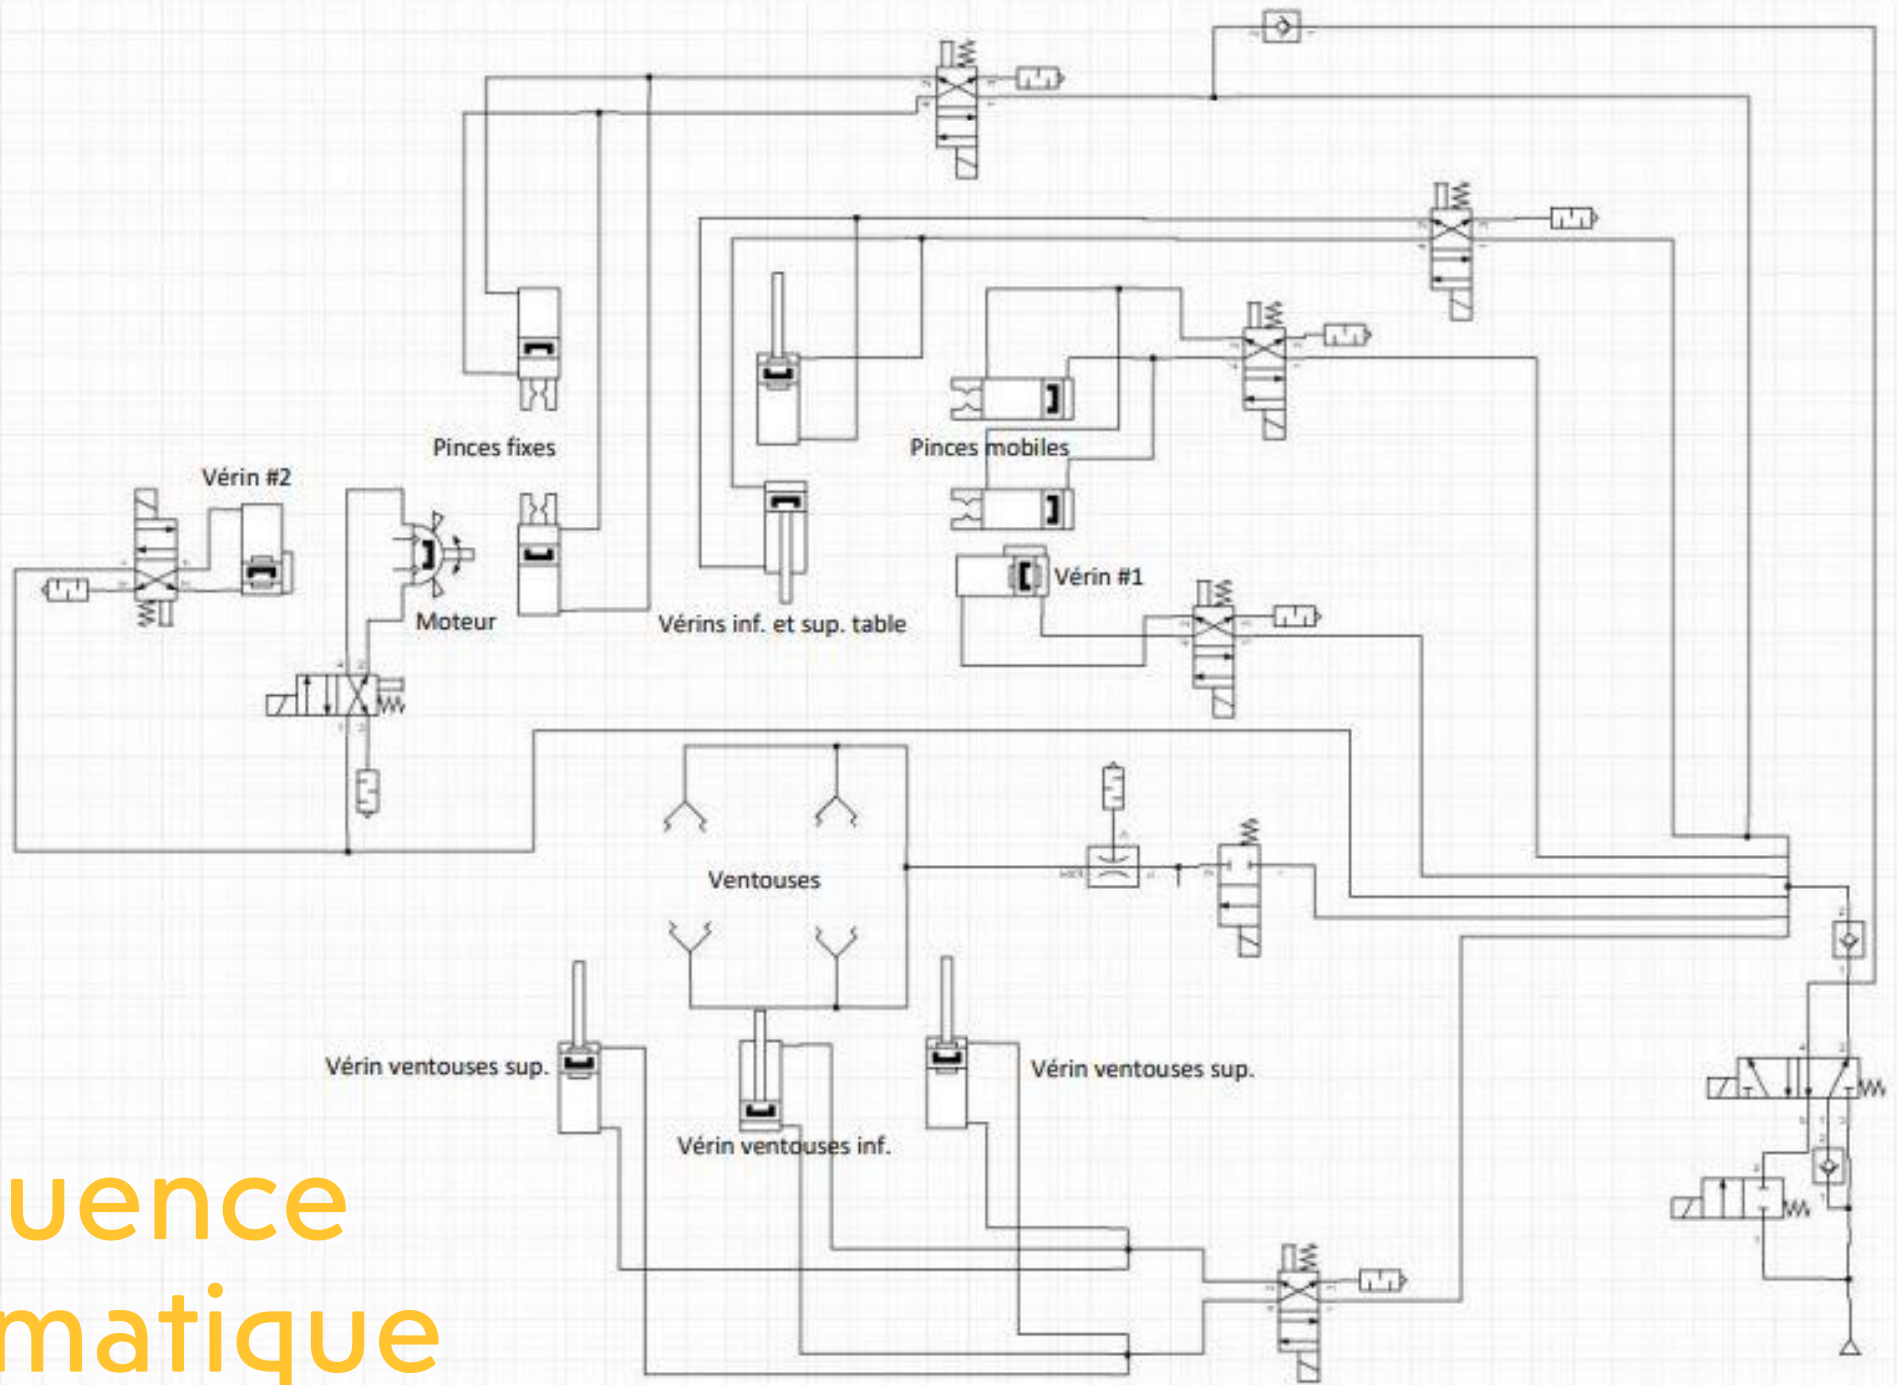 Pinces fixes
Pinces mobiles
Vérin #2
Vérin #1
Moteur
Vérins inf. et sup. table
Ventouses
Vérin ventouses sup.
Vérin ventouses sup.
Vérin ventouses inf.
uence
matique